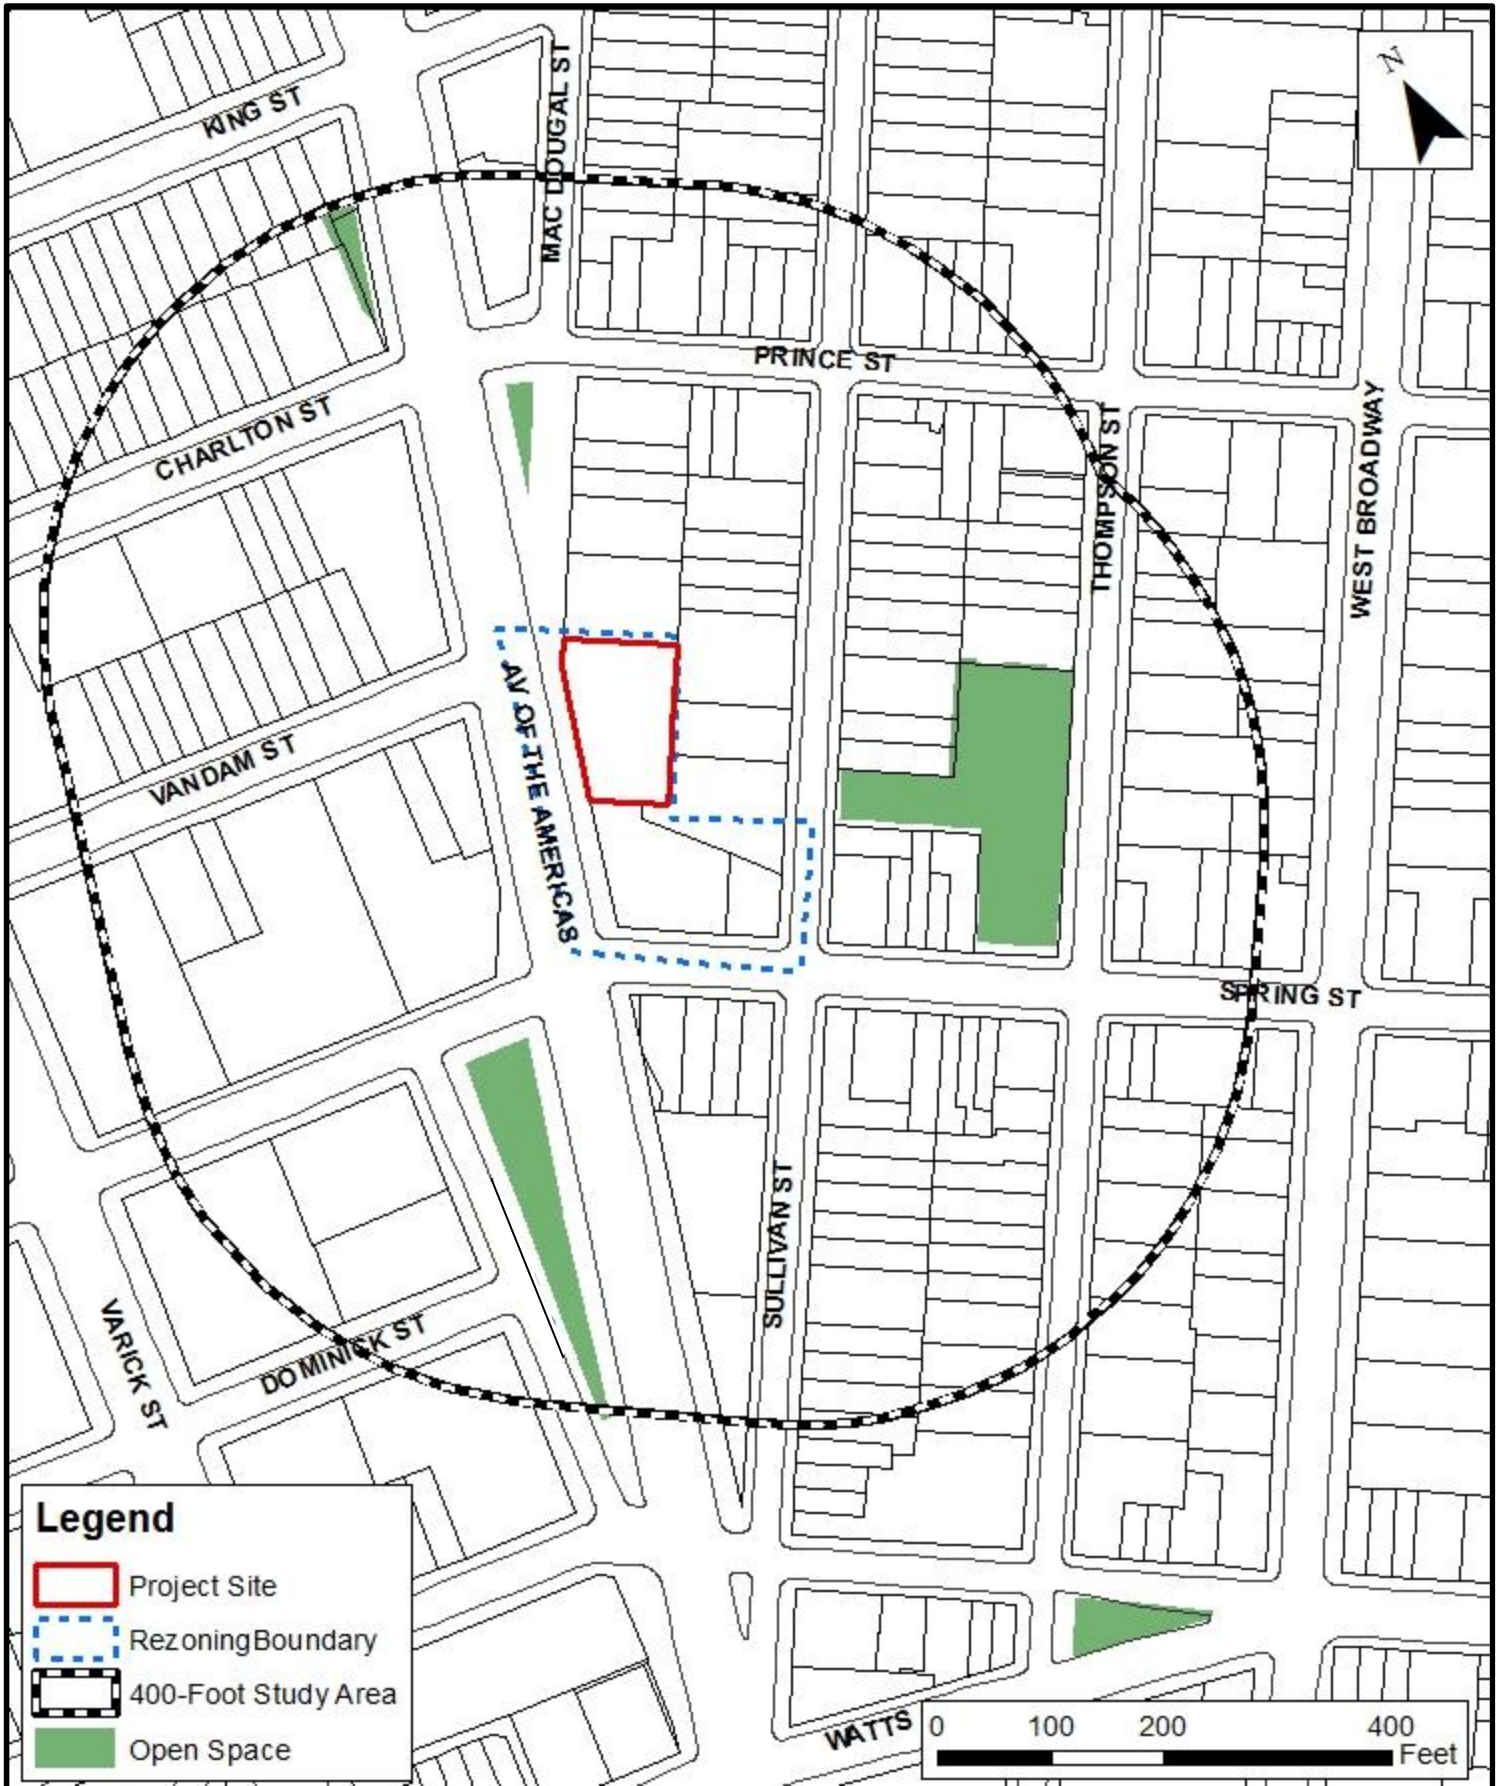 N
KING ST
MAC DOUGAL ST
PRINCE ST
CHARLTON ST
THOMPSON ST
WEST BROADWAY
AV OF THE AMERICAS
VANDAM ST
SPRING ST
SULLIVAN ST
VARICK ST
DOMINICK ST
WATTS
Legend
Project Site
Rezoning Boundary
400-Foot Study Area
Open Space
0 100 200 400
Feet